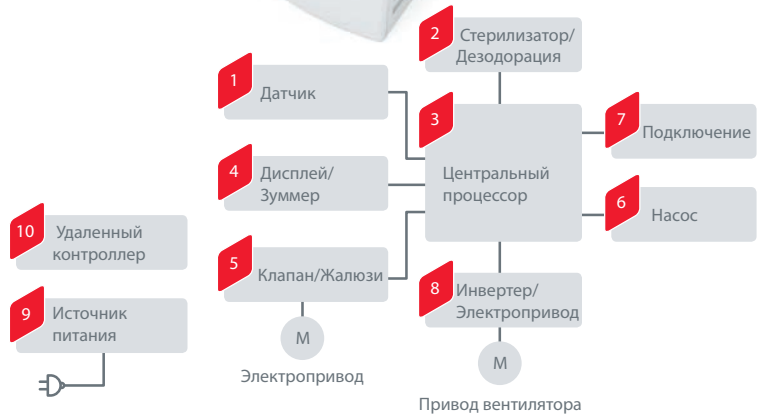 2
Стерилизатор/
Дезодорация
1
Датчик
3
Центральный
процессор
7
Подключение
4
Дисплей/
Зуммер
6
Насос
10
Удаленный
контроллер
5
Клапан/Жалюзи
8
Инвертер/
Электропривод
9
Источник
питания
М
Электропривод
М
Привод вентилятора